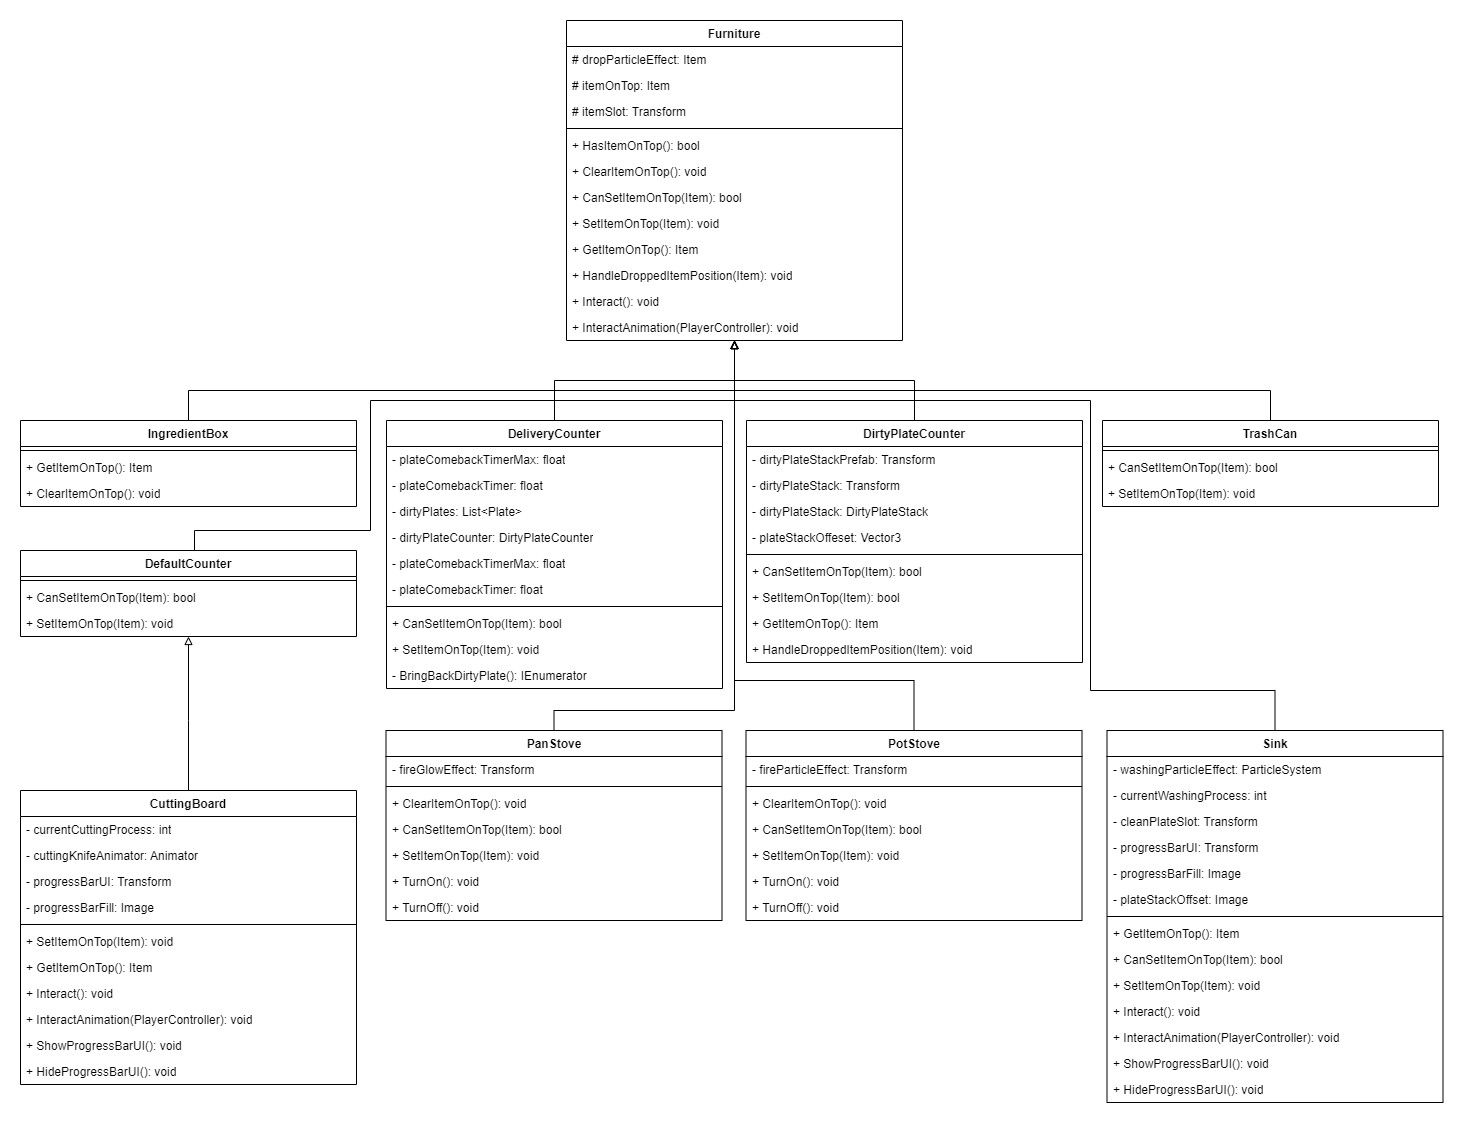 Furniture
# dropParticleEffect: Item
# itemOnTop: Item
# itemSlot: Transform
+ HasItemOnTop(): bool
+ ClearItemOnTop(): void
+ CanSetItemOnTop(Item): bool
+ SetItemOnTop(Item): void
+ GetItemOnTop(): Item
+ HandleDroppedItemPosition(Item): void
+ Interact(): void
+ InteractAnimation(PlayerController): void
IngredientBox
+ GetItemOnTop(): Item
+ ClearItemOnTop(): void
DeliveryCounter
- plateComebackTimerMax: float
- plateComebackTimer: float
- dirtyPlates: List<Plate>
- dirtyPlateCounter: DirtyPlateCounter
- plateComebackTimerMax: float
- plateComebackTimer: float
+ CanSetItemOnTop(Item): bool
+ SetItemOnTop(Item): void
- BringBackDirtyPlate(): IEnumerator
DirtyPlateCounter
- dirtyPlateStackPrefab: Transform
- dirtyPlateStack: Transform
- dirtyPlateStack: DirtyPlateStack
- plateStackOffeset: Vector3
+ CanSetItemOnTop(Item): bool
+ SetItemOnTop(Item): bool
+ GetItemOnTop(): Item
+ HandleDroppedItemPosition(Item): void
TrashCan
+ CanSetItemOnTop(Item): bool
+ SetItemOnTop(Item): void
DefaultCounter
+ CanSetItemOnTop(Item): bool
+ SetItemOnTop(Item): void
PanStove
- fireGlowEffect: Transform
+ ClearItemOnTop(): void
+ CanSetItemOnTop(Item): bool
+ SetItemOnTop(Item): void
+ TurnOn(): void
+ TurnOff(): void
PotStove
- fireParticleEffect: Transform
+ ClearItemOnTop(): void
+ CanSetItemOnTop(Item): bool
+ SetItemOnTop(Item): void
+ TurnOn(): void
+ TurnOff(): void
Sink
- washingParticleEffect: ParticleSystem
- currentWashingProcess: int
- cleanPlateSlot: Transform
- progressBarUI: Transform
- progressBarFill: Image
- plateStackOffset: Image
+ GetItemOnTop(): Item
+ CanSetItemOnTop(Item): bool
+ SetItemOnTop(Item): void
+ Interact(): void
+ InteractAnimation(PlayerController): void
+ ShowProgressBarUI(): void
+ HideProgressBarUI(): void
CuttingBoard
- currentCuttingProcess: int
- cuttingKnifeAnimator: Animator
- progressBarUI: Transform
- progressBarFill: Image
+ SetItemOnTop(Item): void
+ GetItemOnTop(): Item
+ Interact(): void
+ InteractAnimation(PlayerController): void
+ ShowProgressBarUI(): void
+ HideProgressBarUI(): void